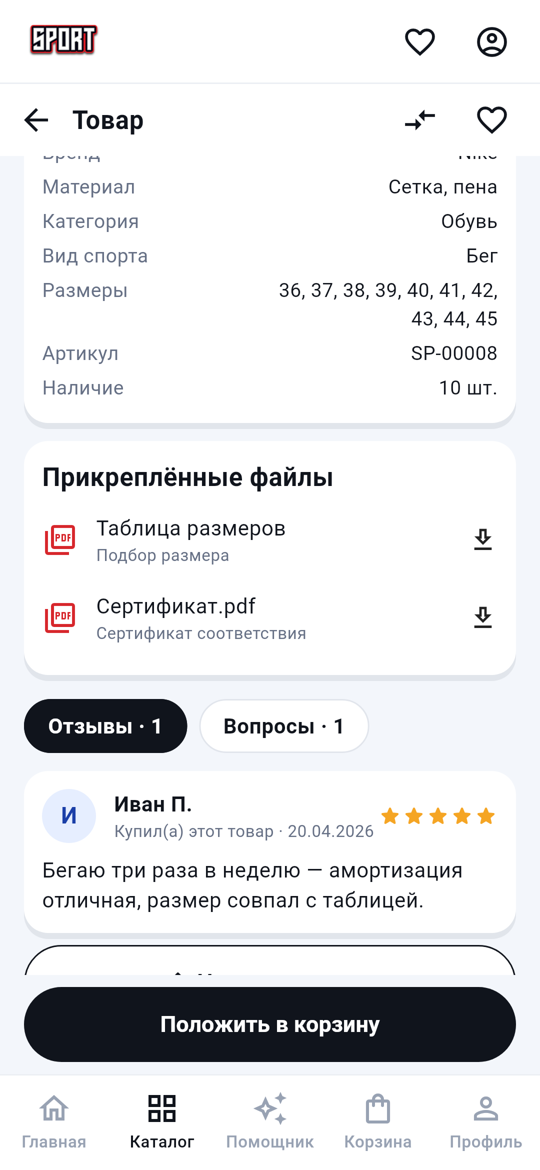 SPORT
Товар
Бренд Nike
Материал Сетка, пена
Категория Обувь
Вид спорта Бег
Размеры 36, 37, 38, 39, 40, 41, 42,
43, 44, 45
Артикул SP-00008
Наличие 10 шт.
Прикреплённые файлы
PDF Таблица размеров
Подбор размера
PDF Сертификат.pdf
Сертификат соответствия
Отзывы · 1 Вопросы · 1
И Иван П.
Купил(а) этот товар · 20.04.2026
Бегаю три раза в неделю — амортизация
отличная, размер совпал с таблицей.
Положить в корзину
Главная Каталог Помощник Корзина Профиль